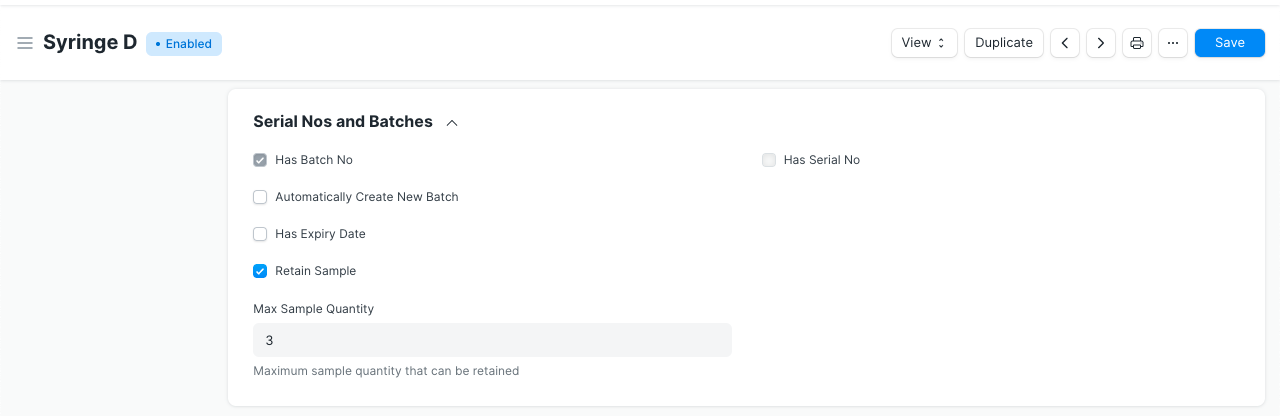 Syringe D Enabled View Duplicate Save
Serial Nos and Batches
Has Batch No Has Serial No
Automatically Create New Batch
Has Expiry Date
Retain Sample
Max Sample Quantity
3
Maximum sample quantity that can be retained